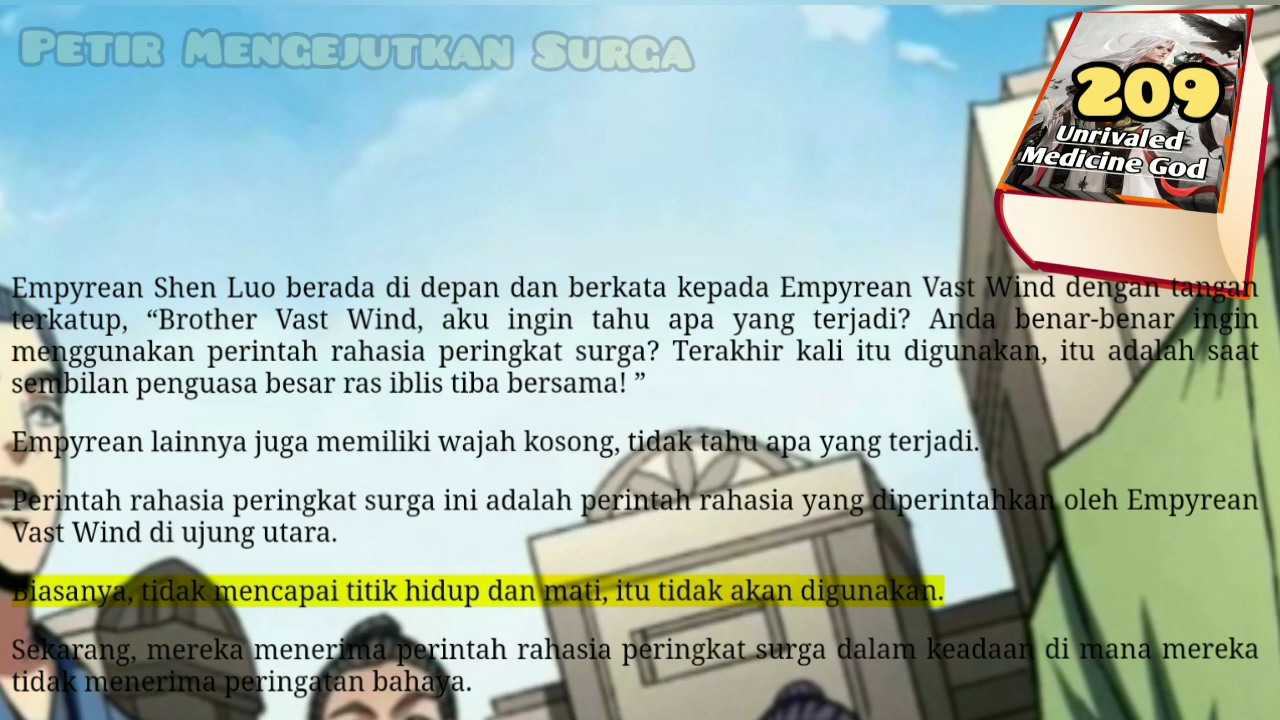 Petir Mengejutkan Surga
209
Unrivaled
Medicine God
Empyrean Shen Luo berada di depan dan berkata kepada Empyrean Vast Wind dengan tangan
terkatup, “Brother Vast Wind, aku ingin tahu apa yang terjadi? Anda benar-benar ingin
menggunakan perintah rahasia peringkat surga? Terakhir kali itu digunakan, itu adalah saat
sembilan penguasa besar ras iblis tiba bersama! ”
Empyrean lainnya juga memiliki wajah kosong, tidak tahu apa yang terjadi.
Perintah rahasia peringkat surga ini adalah perintah rahasia yang diperintahkan oleh Empyrean
Vast Wind di ujung utara.
Biasanya, tidak mencapai titik hidup dan mati, itu tidak akan digunakan.
Sekarang, mereka menerima perintah rahasia peringkat surga dalam keadaan di mana mereka
tidak menerima peringatan bahaya.